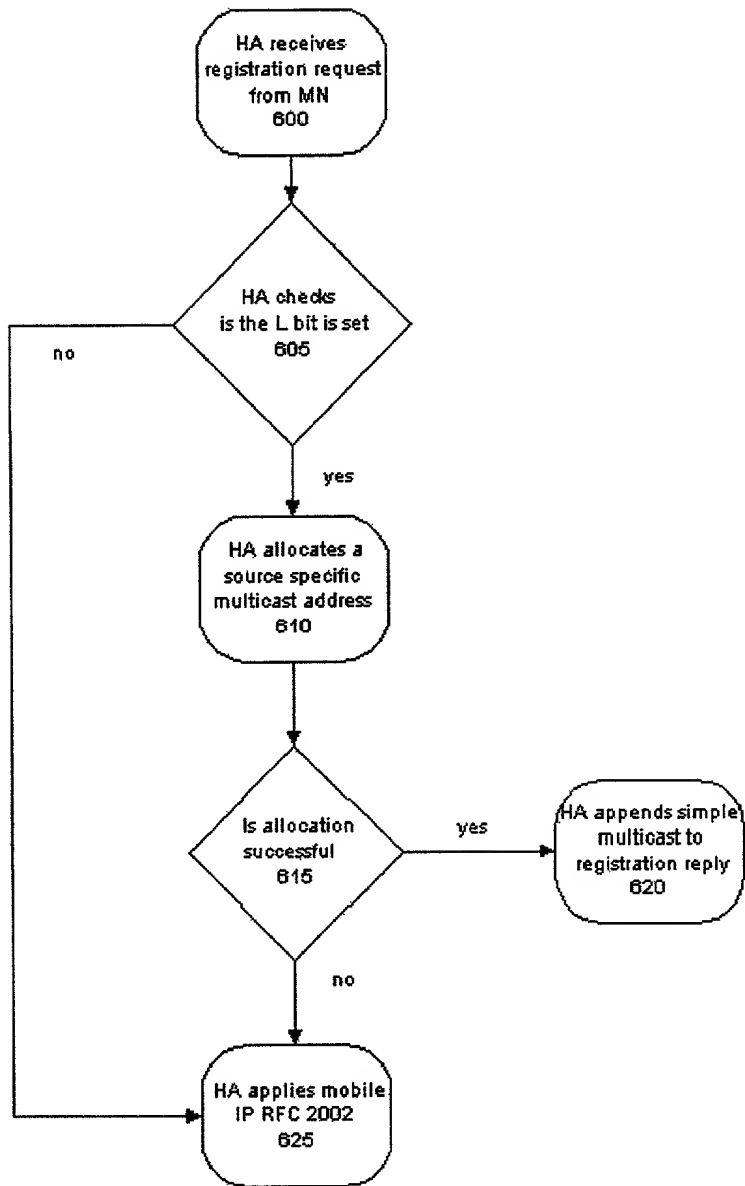 HA receives
registration request
from MN
600
HA checks
is the L bit is set
605
no
yes
HA allocates a
source specific
multicast address
610
Is allocation
successful
615
yes
HA appends simple
multicast to
registration reply
620
no
HA applies mobile
IP RFC 2002
625